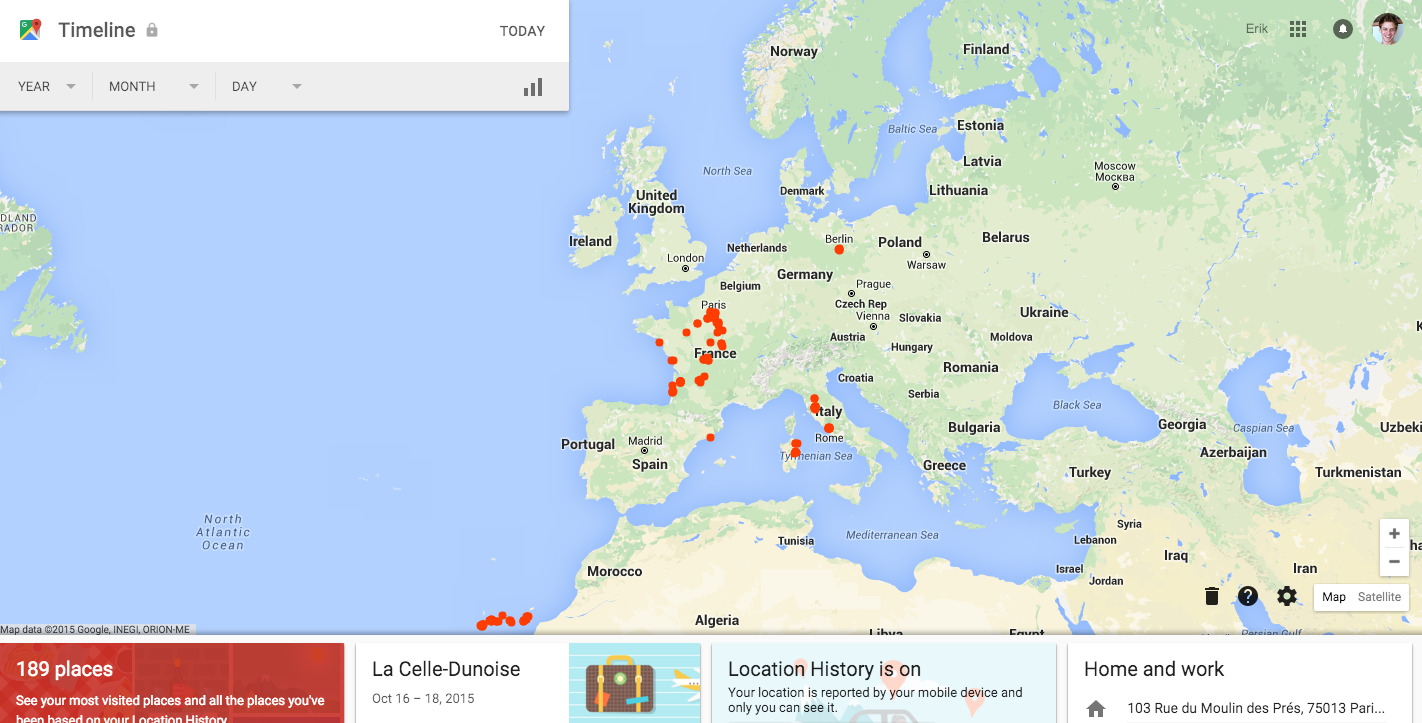 Timeline
TODAY
Erik
YEAR
MONTH
DAY
Norway
Finland
Baltic Sea
Estonia
Latvia
Moscow
Москва
North Sea
Denmark
Lithuania
United
Kingdom
DLAND
RADOR
Ireland
Netherlands
Berlin
Poland
Belarus
London
Warsaw
Germany
Belgium
Prague
Czech Rep
Paris
Vienna
Slovakia
Ukraine
Austria
Hungary
Moldova
France
Romania
Croatia
Serbia
Black Sea
Italy
Bulgaria
Georgia
Caspian Sea
Uzbeki
Portugal
Madrid
Rome
Azerbaijan
Spain
Tyrrhenian Sea
Greece
Turkey
Turkmenistan
North
Atlantic
Ocean
Syria
Tunisia
Mediterranean Sea
Lebanon
Iraq
Morocco
Israel
Jordan
Iran
Map
Satellite
Algeria
Libya
Egypt
Persian Gulf
Map data ©2015 Google, INEGI, ORION-ME
189 places
See your most visited places and all the places you've
been based on your Location History
La Celle-Dunoise
Oct 16 – 18, 2015
Location History is on
Your location is reported by your mobile device and
only you can see it.
Home and work
103 Rue du Moulin des Prés, 75013 Pari...